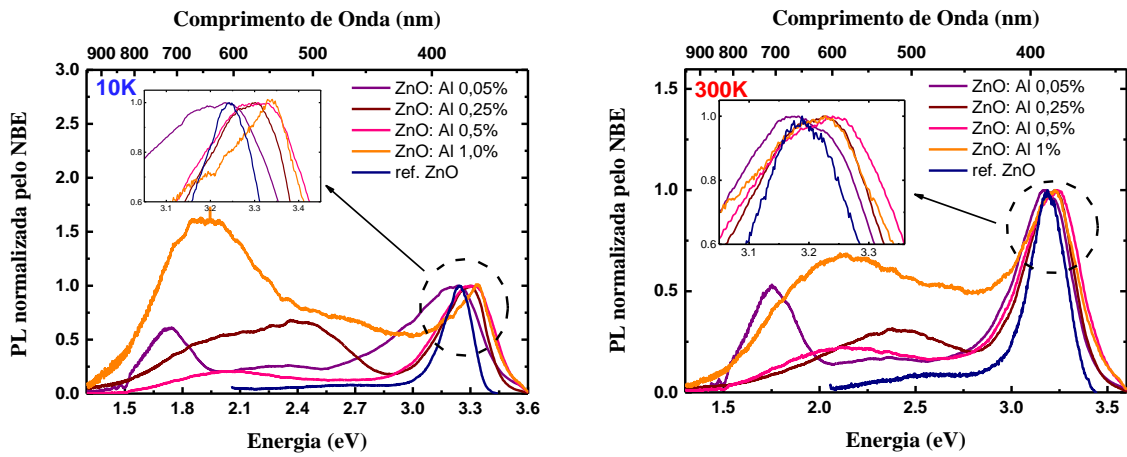 Comprimento de Onda (nm)
900 800 700 600 500 400
10K
ZnO: Al 0,05%
ZnO: Al 0,25%
ZnO: Al 0,5%
ZnO: Al 1,0%
ref. ZnO
1.0
0.8
0.6
3.1 3.2 3.3 3.4
3.0
2.5
2.0
1.5
1.0
0.5
0.0
1.5 1.8 2.1 2.4 2.7 3.0 3.3 3.6
PL normalizada pelo NBE
Energia (eV)
Comprimento de Onda (nm)
900 800 700 600 500 400
300K
ZnO: Al 0,05%
ZnO: Al 0,25%
ZnO: Al 0,5%
ZnO: Al 1%
ref. ZnO
1.0
0.8
0.6
3.1 3.2 3.3
1.5
1.0
0.5
0.0
1.5 2.0 2.5 3.0 3.5
PL normalizada pelo NBE
Energia (eV)